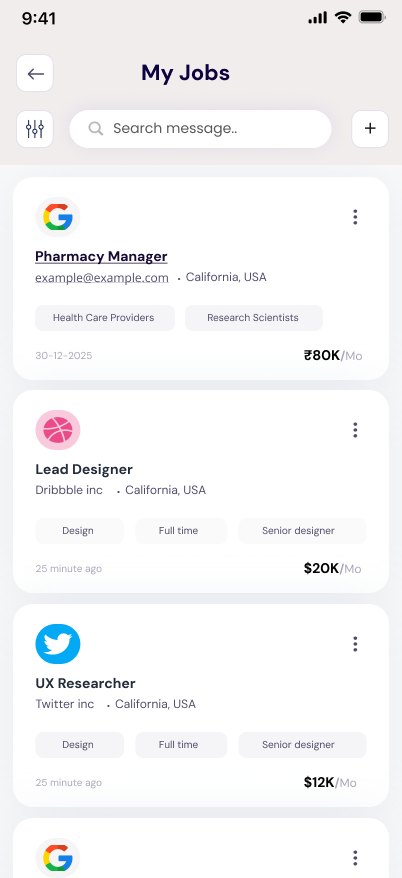 9:41
My Jobs
Search message..
Pharmacy Manager
example@example.com . California, USA
Health Care Providers Research Scientists
30-12-2025 ₹80K/Mo
Lead Designer
Dribbble inc . California, USA
Design Full time Senior designer
25 minute ago $20K/Mo
UX Researcher
Twitter inc . California, USA
Design Full time Senior designer
25 minute ago $12K/Mo